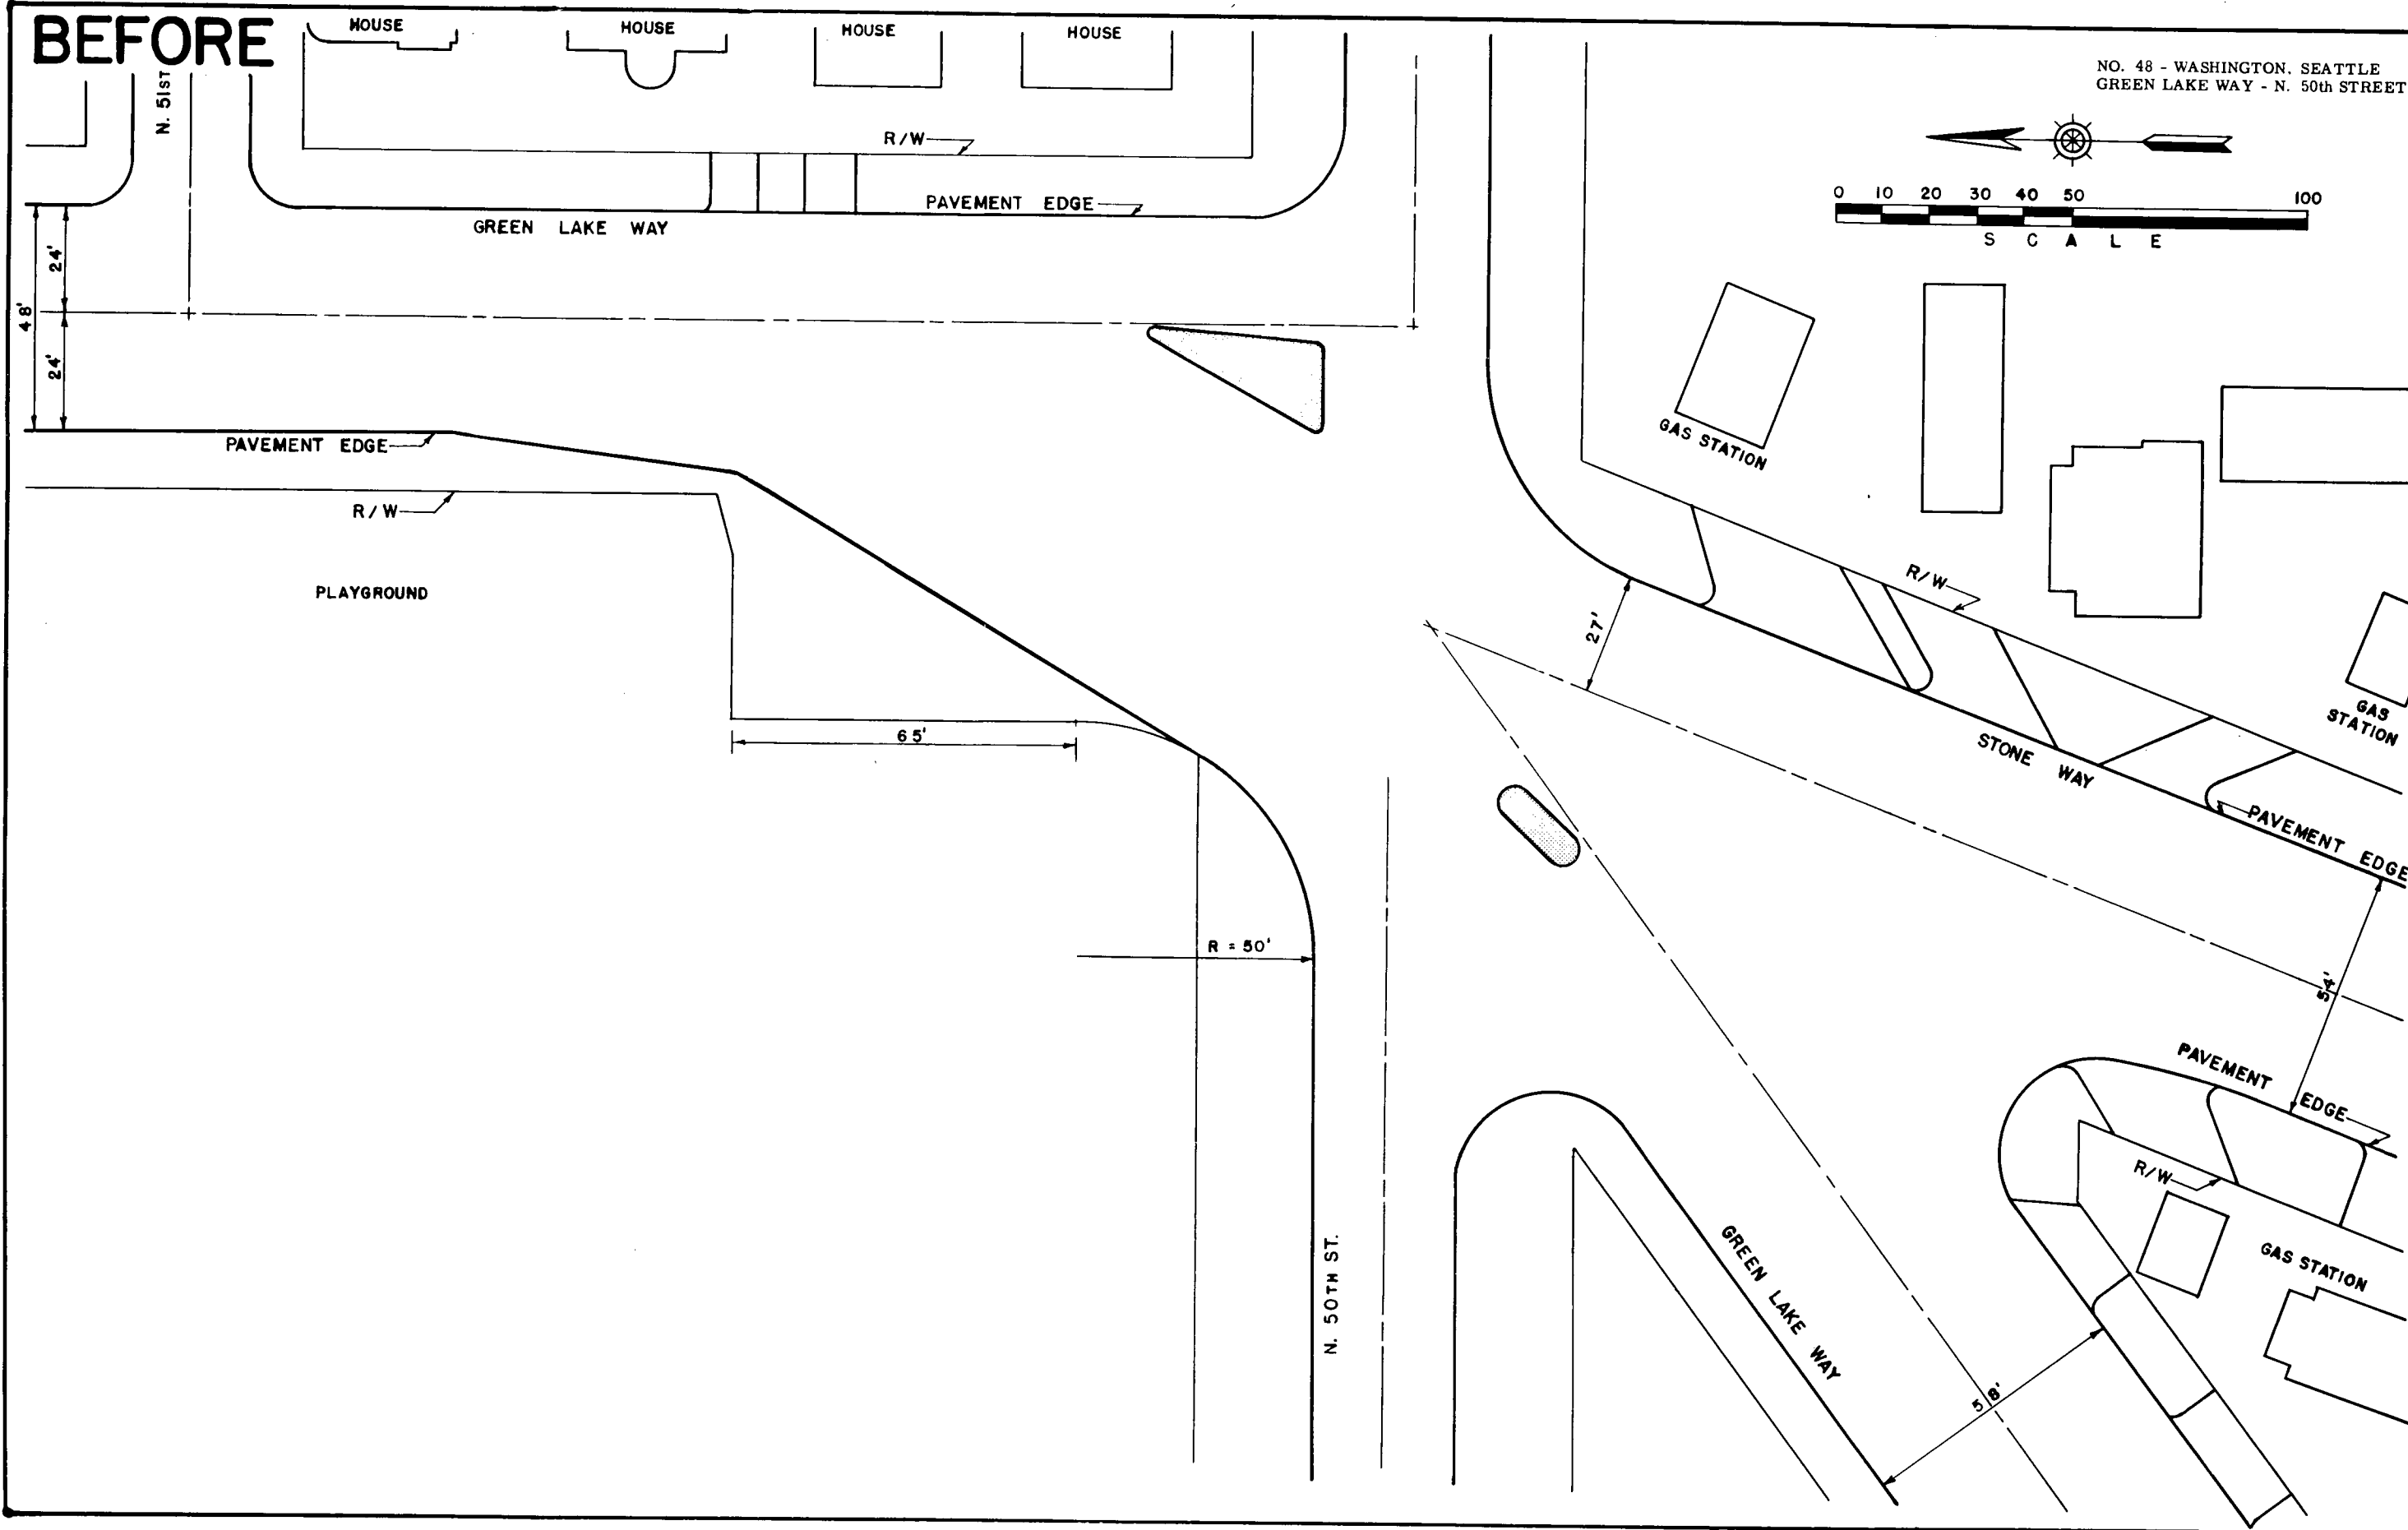 BEFORE
HOUSE
HOUSE
HOUSE
HOUSE
NO. 48 - WASHINGTON, SEATTLE
GREEN LAKE WAY - N. 50th STREET
N. 51ST
R/W
PAVEMENT EDGE
GREEN LAKE WAY
0 10 20 30 40 50 100
SCALE
24'
48'
24'
PAVEMENT EDGE
R/W
PLAYGROUND
GAS STATION
R/W
27'
65'
STONE WAY
GAS
STATION
PAVEMENT EDGE
R = 50'
54'
PAVEMENT
EDGE
R/W
GAS STATION
N. 50TH ST.
GREEN LAKE WAY
58'